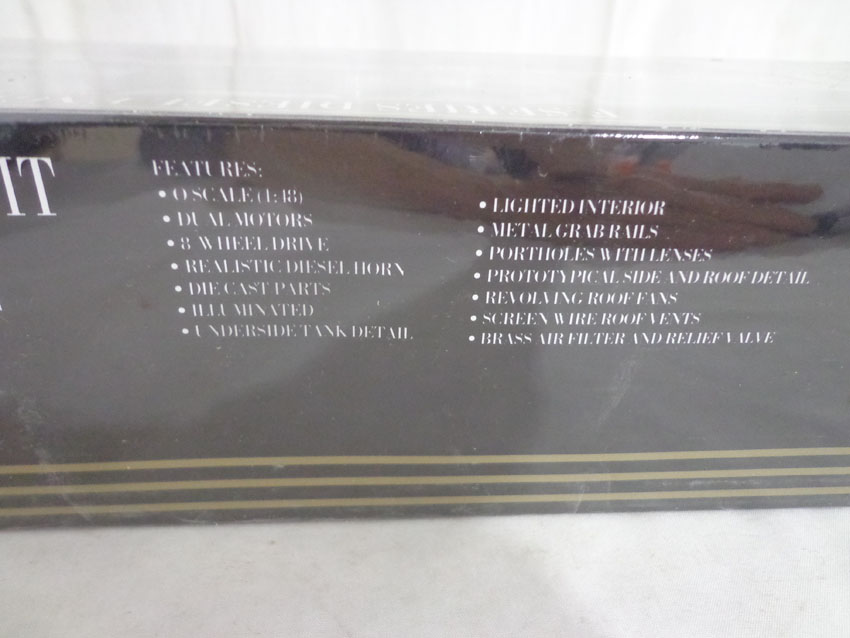 IT
FEATURES:
• O SCALE (1:48)
• DUAL MOTORS
• 8 WHEEL DRIVE
• REALISTIC DIESEL HORN
• DIE CAST PARTS
• ILLUMINATED
• UNDERSIDE TANK DETAIL
• LIGHTED INTERIOR
• METAL GRAB RAILS
• PORTHOLES WITH LENSES
• PROTOTYPICAL SIDE AND ROOF DETAIL
• REVOLVING ROOF FANS
• SCREEN WIRE ROOF VENTS
• BRASS AIR FILTER AND RELIEF VALVE